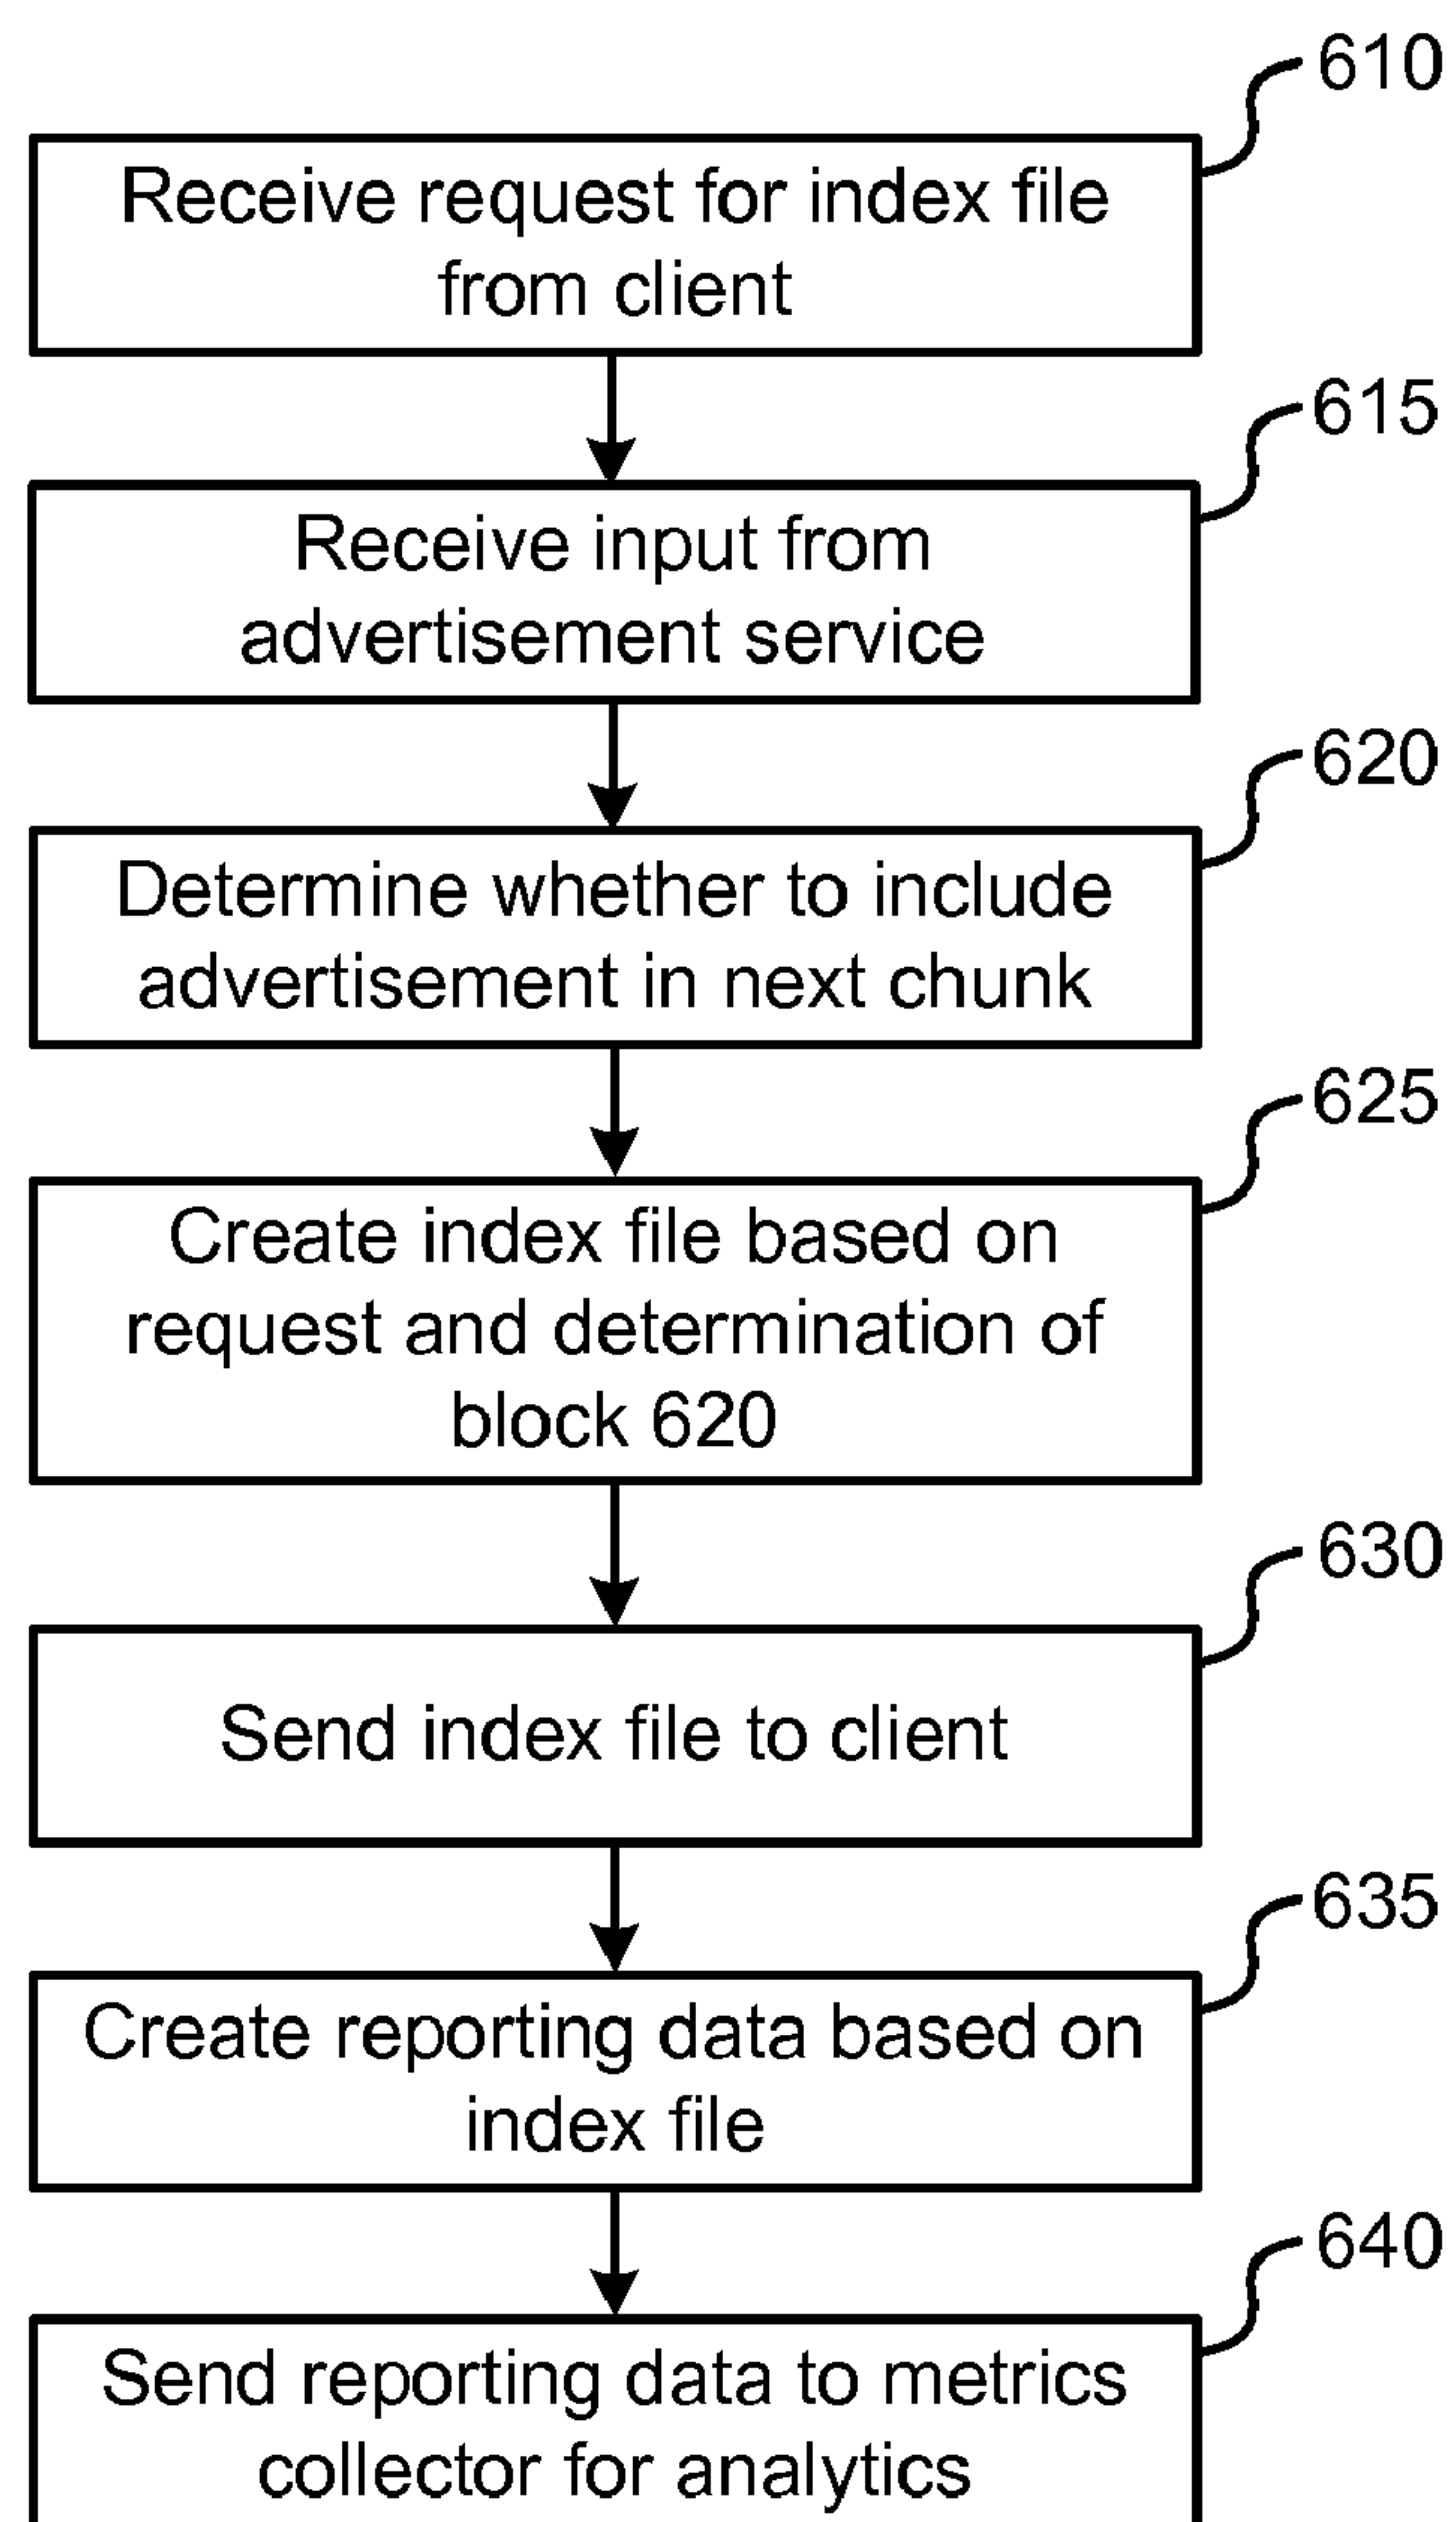 610
Receive request for index file
from client
615
Receive input from
advertisement service
620
Determine whether to include
advertisement in next chunk
625
Create index file based on
request and determination of
block 620
630
Send index file to client
635
Create reporting data based on
index file
640
Send reporting data to metrics
collector for analytics